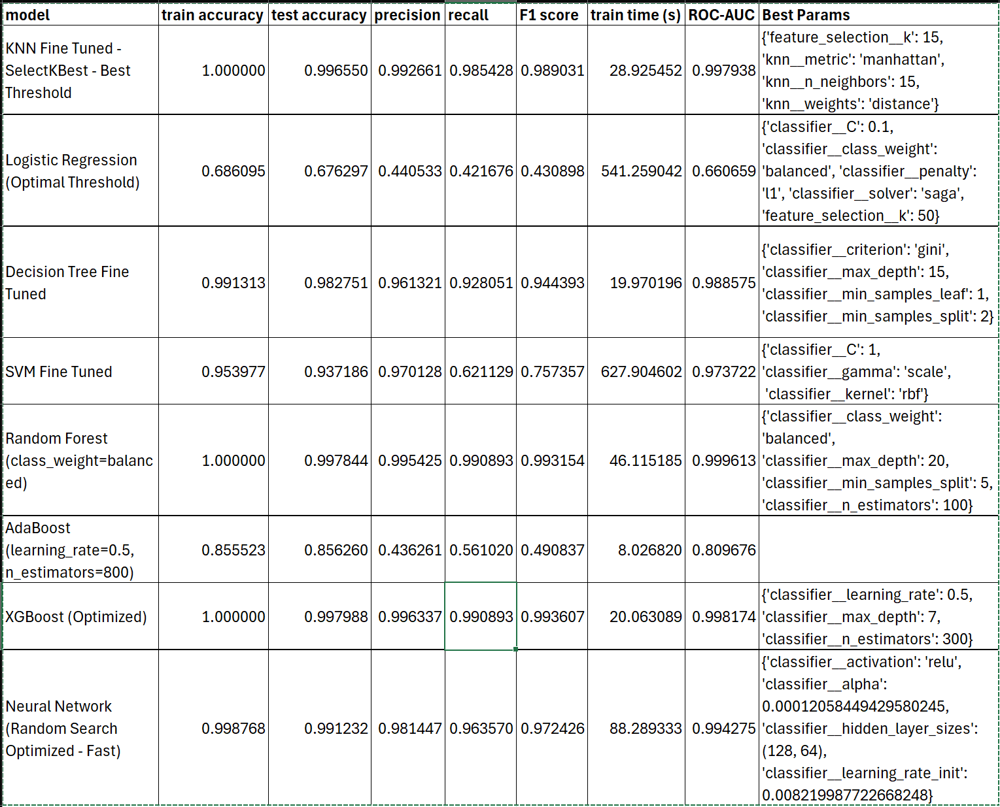 model train accuracy test accuracy precision recall F1 score train time (s) ROC-AUC Best Params
KNN Fine Tuned -
SelectKBest - Best
Threshold
1.000000 0.996550 0.992661 0.985428 0.989031 28.925452 0.997938
{'feature_selection__k': 15,
'knn__metric': 'manhattan',
'knn__n_neighbors': 15,
'knn__weights': 'distance'}
Logistic Regression
(Optimal Threshold)
0.686095 0.676297 0.440533 0.421676 0.430898 541.259042 0.660659
{'classifier__C': 0.1,
'classifier__class_weight':
'balanced', 'classifier__penalty':
'l1', 'classifier__solver': 'saga',
'feature_selection__k': 50}
Decision Tree Fine
Tuned
0.991313 0.982751 0.961321 0.928051 0.944393 19.970196 0.988575
{'classifier__criterion': 'gini',
'classifier__max_depth': 15,
'classifier__min_samples_leaf': 1,
'classifier__min_samples_split': 2}
SVM Fine Tuned
0.953977 0.937186 0.970128 0.621129 0.757357 627.904602 0.973722
{'classifier__C': 1,
'classifier__gamma': 'scale',
'classifier__kernel': 'rbf'}
Random Forest
(class_weight=balanc
ed)
1.000000 0.997844 0.995425 0.990893 0.993154 46.115185 0.999613
{'classifier__class_weight':
'balanced',
'classifier__max_depth': 20,
'classifier__min_samples_split': 5,
'classifier__n_estimators': 100}
AdaBoost
(learning_rate=0.5,
n_estimators=800)
0.855523 0.856260 0.436261 0.561020 0.490837 8.026820 0.809676
XGBoost (Optimized)
1.000000 0.997988 0.996337 0.990893 0.993607 20.063089 0.998174
{'classifier__learning_rate': 0.5,
'classifier__max_depth': 7,
'classifier__n_estimators': 300}
Neural Network
(Random Search
Optimized - Fast)
0.998768 0.991232 0.981447 0.963570 0.972426 88.289333 0.994275
{'classifier__activation': 'relu',
'classifier__alpha':
0.00012058449429580245,
'classifier__hidden_layer_sizes':
(128, 64),
'classifier__learning_rate_init':
0.008219987722668248}